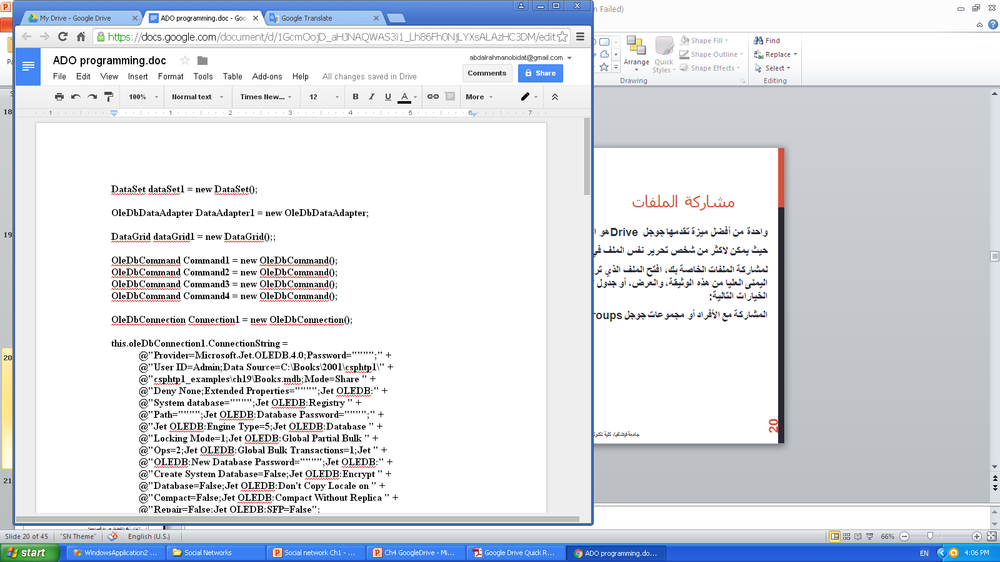 My Drive - Google Drive
ADO programming.doc - Goo
Google Translate
https://docs.google.com/document/d/1GcmOojD_aHJNAQWAS3i1_Lh86Fh0NjLYXsALAzHC3DM/edit
ADO programming.doc
abdalrahmanobidat@gmail.com
File Edit View Insert Format Tools Table Add-ons Help All changes saved in Drive
Comments
Share
100% Normal text Times New... 12 B I U A More
1 1 2 3 4 5 6 7
DataSet dataSet1 = new DataSet();
OleDbDataAdapter DataAdapter1 = new OleDbDataAdapter;
DataGrid dataGrid1 = new DataGrid();;
OleDbCommand Command1 = new OleDbCommand();
OleDbCommand Command2 = new OleDbCommand();
OleDbCommand Command3 = new OleDbCommand();
OleDbCommand Command4 = new OleDbCommand();
OleDbConnection Connection1 = new OleDbConnection();
this.oleDbConnection1.ConnectionString =
@"Provider=Microsoft.Jet.OLEDB.4.0;Password="""";" +
@"User ID=Admin;Data Source=C:\Books\2001\csphtp1\" +
@"csphtp1_examples\ch19\Books.mdb;Mode=Share " +
@"Deny None;Extended Properties="""";Jet OLEDB:" +
@"System database="""";Jet OLEDB:Registry " +
@"Path="""";Jet OLEDB:Database Password="""";" +
@"Jet OLEDB:Engine Type=5;Jet OLEDB:Database " +
@"Locking Mode=1;Jet OLEDB:Global Partial Bulk " +
@"Ops=2;Jet OLEDB:Global Bulk Transactions=1;Jet " +
@"OLEDB:New Database Password="""";Jet OLEDB:" +
@"Create System Database=False;Jet OLEDB:Encrypt " +
@"Database=False;Jet OLEDB:Don't Copy Locale on " +
@"Compact=False;Jet OLEDB:Compact Without Replica " +
@"Repair=False;Jet OLEDB:SFP=False";
n Failed)
Arrange
Quick Styles
Shape Fill
Shape Outline
Shape Effects
Drawing
Find
Replace
Select
Editing
18
19
20
21
مشاركة الملفات
واحدة من أفضل ميزة تقدمها جوجل Drive هو
حيث يمكن لاكثر من شخص تحرير نفس الملف في
لمشاركة الملفات الخاصة بك، افتح الملف الذي
اليمنى العليا من هذه الوثيقة، والعرض، أو جدول
الخيارات التالية:
المشاركة مع الأفراد أو مجموعات جوجل roups
جامعة فيلادلفيا، كلية
20
Slide 20 of 45 "SN Theme" English (U.S.) 66%
start
WindowsApplication2 ...
Social Networks
Social network Ch1 - ...
Ch4 GoogleDrive - Mi...
Google Drive Quick R...
ADO programming.do...
EN
4:06 PM